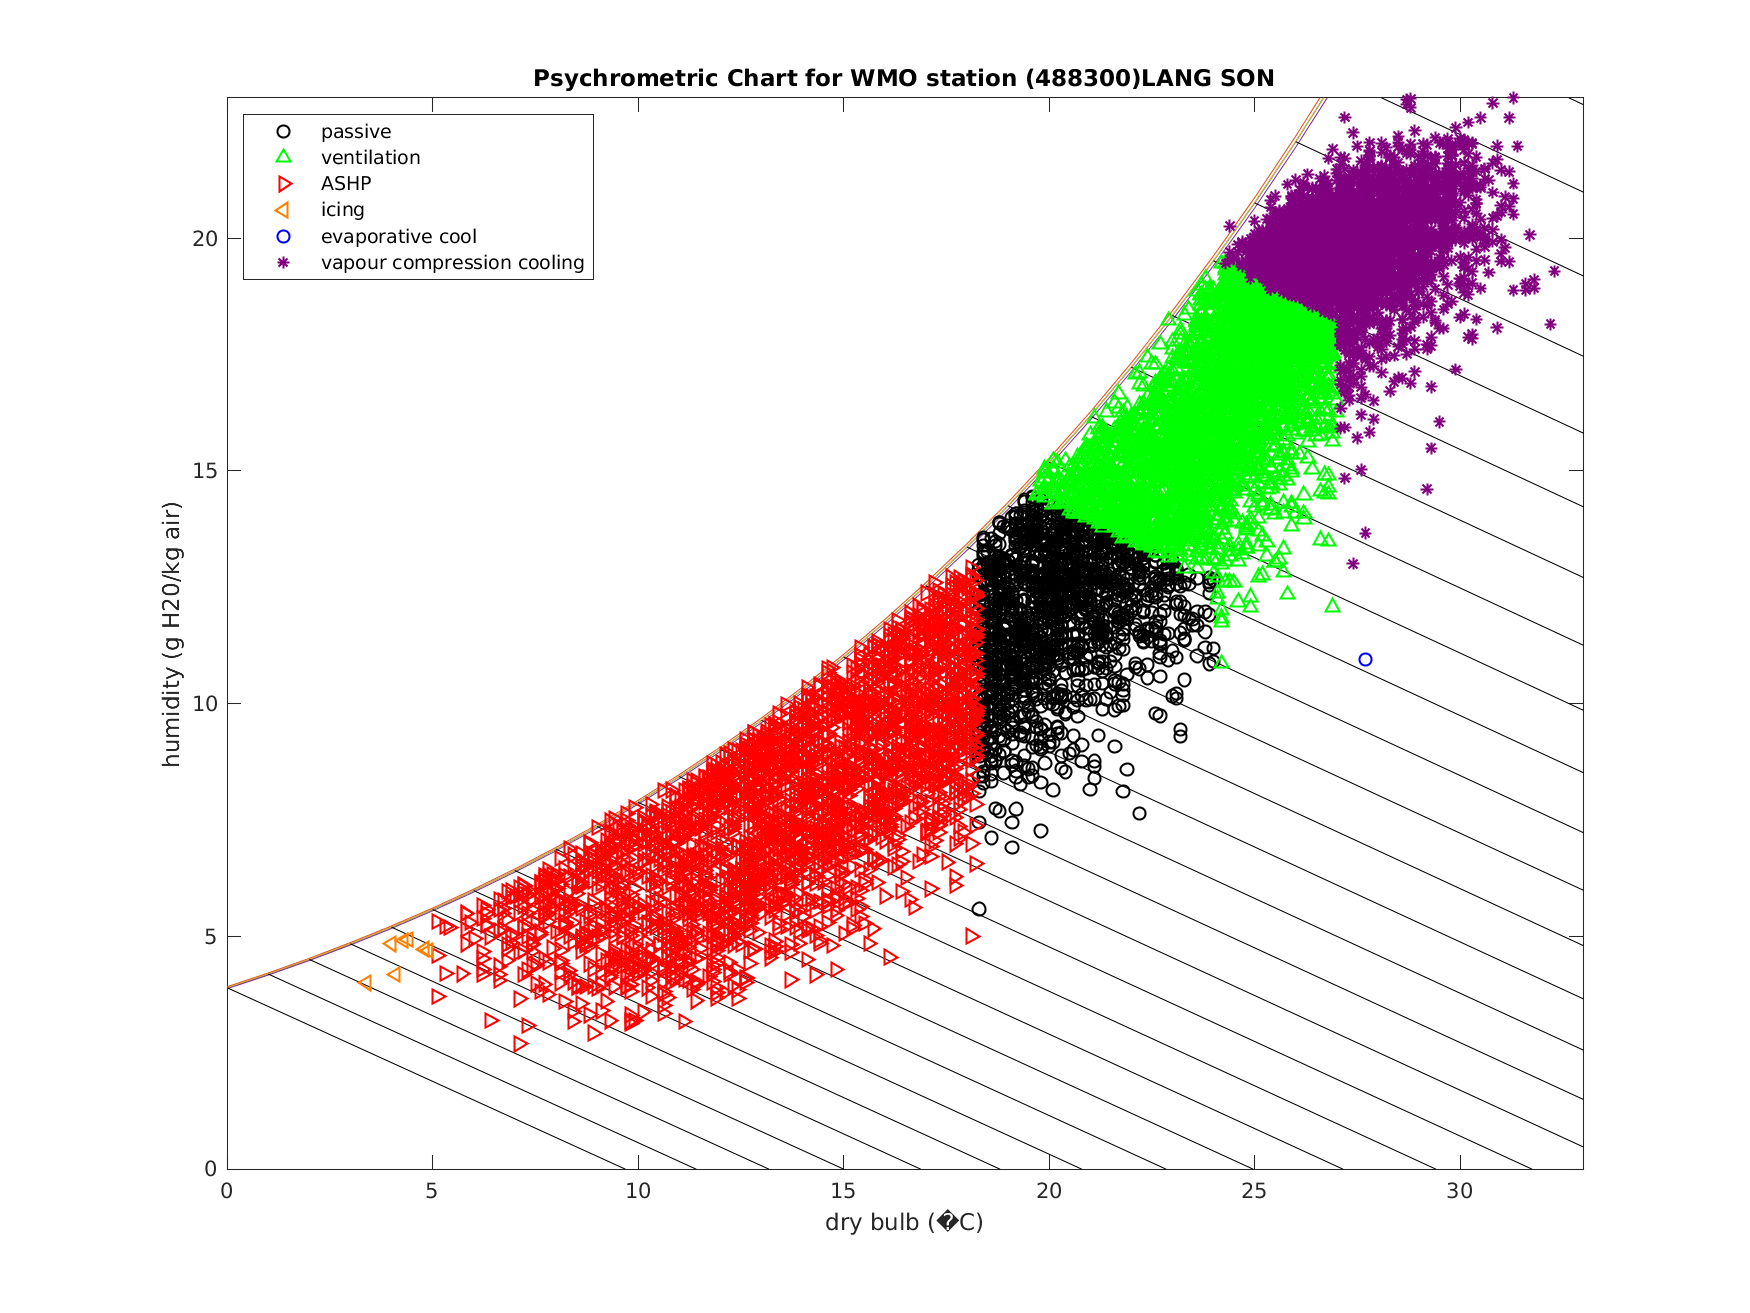 Psychrometric Chart for WMO station (488300)LANG SON
passive
ventilation
ASHP
icing
evaporative cool
vapour compression cooling
humidity (g H20/kg air)
20
15
10
5
0
0 5 10 15 20 25 30
dry bulb (�C)